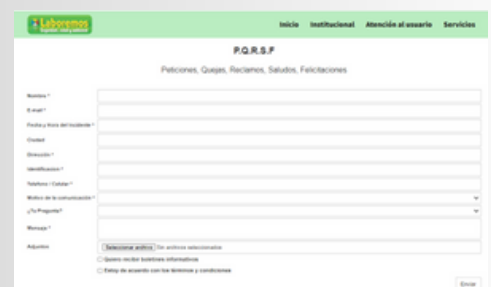 Laboremos
Inicio Institucional Atención al usuario Servicios
P.Q.R.S.F
Peticiones, Quejas, Reclamos, Saludos, Felicitaciones
Nombre *
E-mail *
Fecha y Hora del Incidente *
Ciudad
Dirección *
Identificacion *
Telefono / Celular *
Motivo de la comunicación *
¿Tu Pregunta?
Mensaje *
Adjuntos
Seleccionar archivo Sin archivos seleccionados
Quiero recibir boletines informativos
Estoy de acuerdo con los términos y condiciones
Enviar